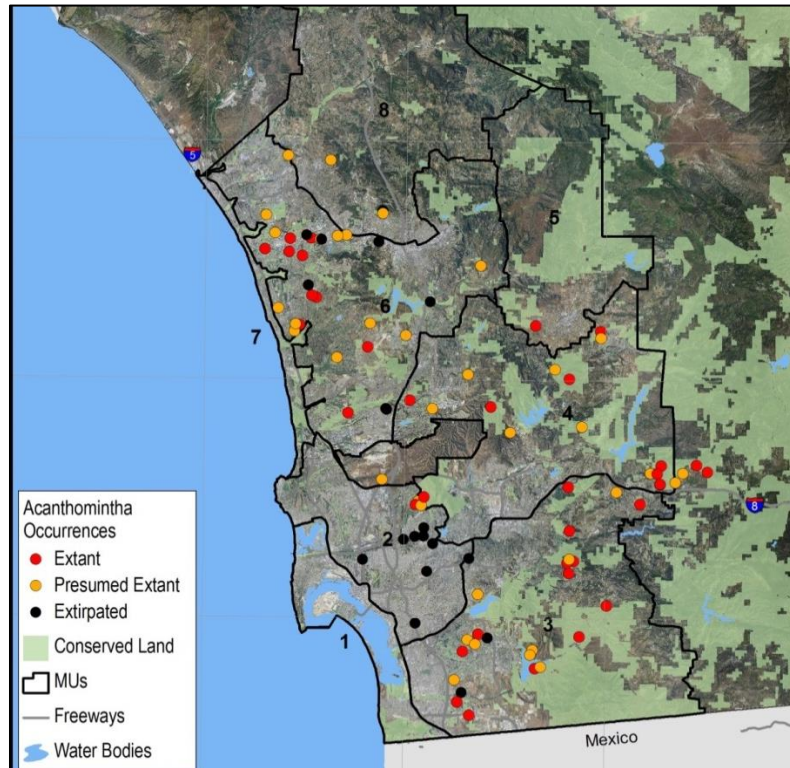 5
8
5
6
7
4
8
2
3
1
Mexico
Acanthomintha
Occurrences
Extant
Presumed Extant
Extirpated
Conserved Land
MUs
Freeways
Water Bodies